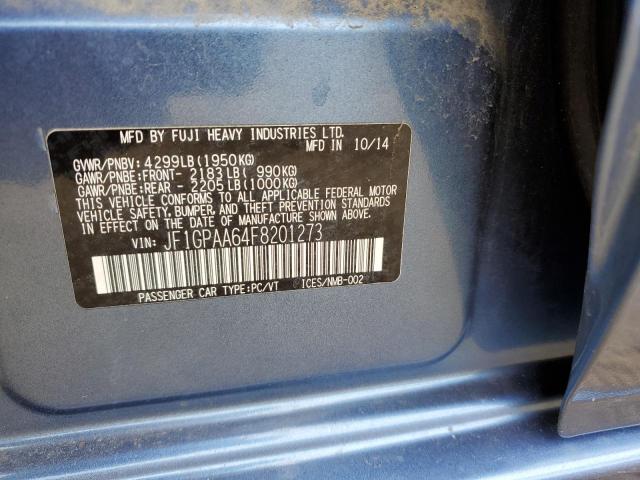 MFD BY FUJI HEAVY INDUSTRIES LTD.
MFD IN 10/14
GVWR/PNBV: 4299LB(1950KG)
GAWR/PNBE:FRONT- 2183LB( 990KG)
GAWR/PNBE:REAR - 2205LB(1000KG)
THIS VEHICLE CONFORMS TO ALL APPLICABLE FEDERAL MOTOR
VEHICLE SAFETY, BUMPER, AND THEFT PREVENTION STANDARDS
IN EFFECT ON THE DATE OF MANUFACTURE SHOWN ABOVE.
VIN: JF1GPAA64F8201273
PASSENGER CAR TYPE:PC/VT ICES/NMB-002